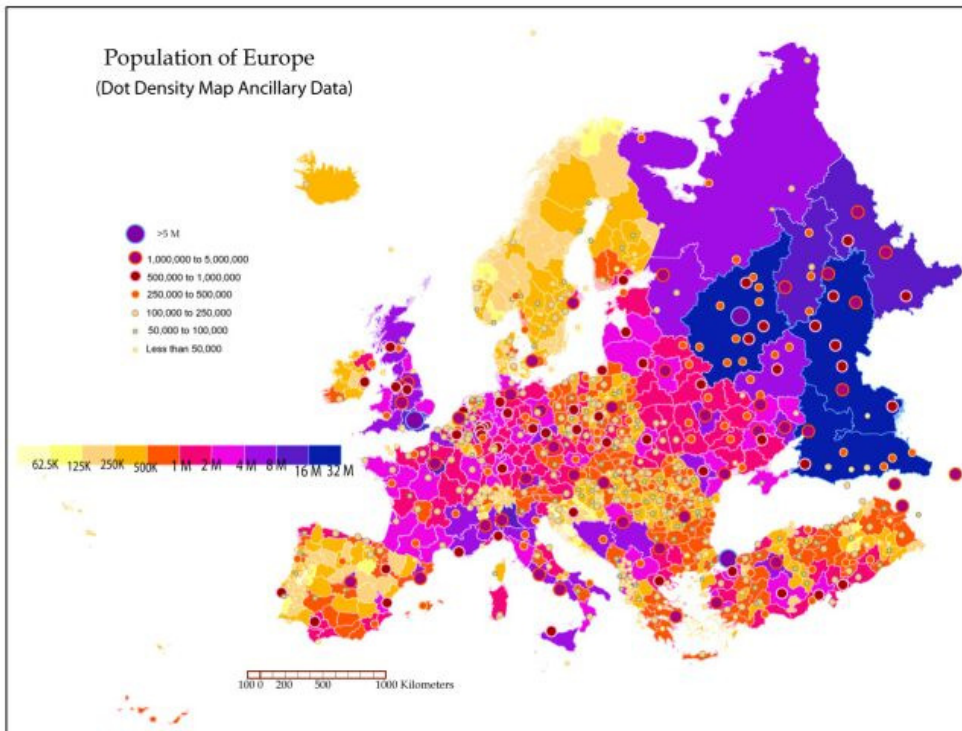 Population of Europe
(Dot Density Map Ancillary Data)
>5 M
1,000,000 to 5,000,000
500,000 to 1,000,000
250,000 to 500,000
100,000 to 250,000
50,000 to 100,000
Less than 50,000
62.5K 125K 250K 500K 1 M 2 M 4 M 8 M 16 M 32 M
100 0 200 500 1000 Kilometers